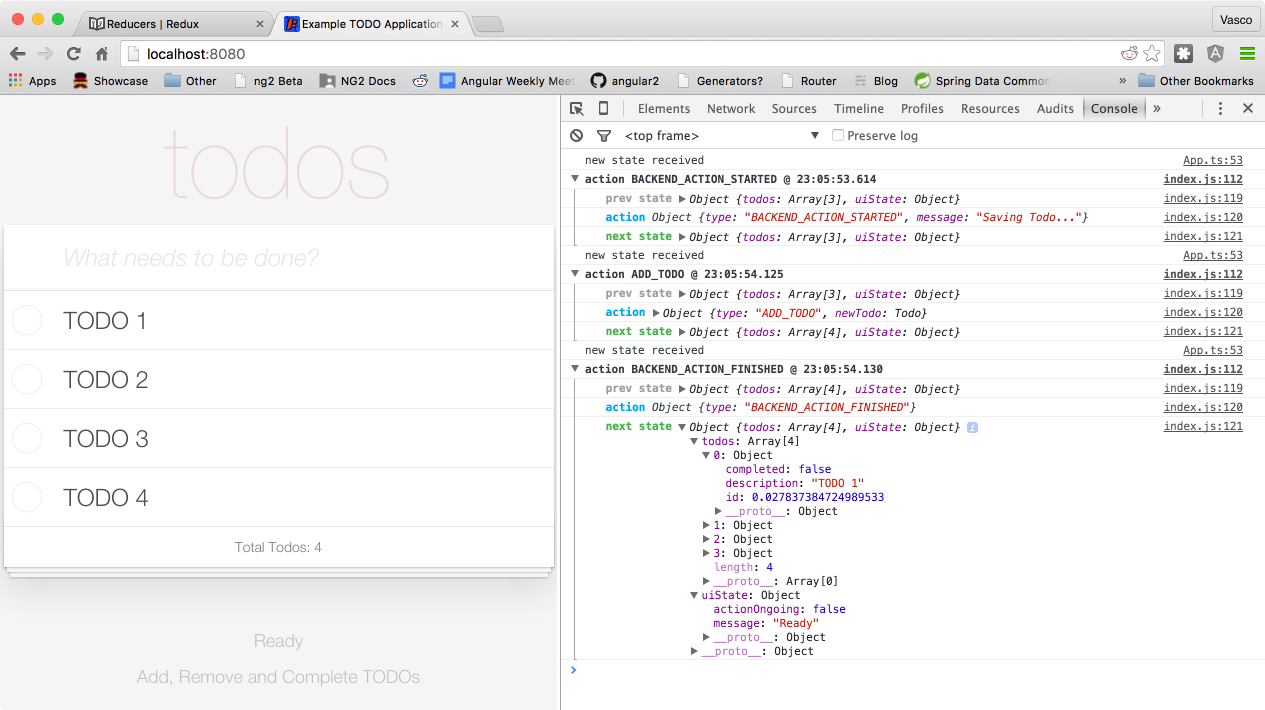 Reducers | Redux
Example TODO Application
Vasco
localhost:8080
Apps Showcase Other ng2 Beta NG2 Docs Angular Weekly Meet angular2 Generators? Router Blog Spring Data Common » Other Bookmarks
todos
What needs to be done?
TODO 1
TODO 2
TODO 3
TODO 4
Total Todos: 4
Ready
Add, Remove and Complete TODOs
Elements Network Sources Timeline Profiles Resources Audits Console »
<top frame> Preserve log
new state received App.ts:53
action BACKEND_ACTION_STARTED @ 23:05:53.614 index.js:112
prev state Object {todos: Array[3], uiState: Object} index.js:119
action Object {type: "BACKEND_ACTION_STARTED", message: "Saving Todo..."} index.js:120
next state Object {todos: Array[3], uiState: Object} index.js:121
new state received App.ts:53
action ADD_TODO @ 23:05:54.125 index.js:112
prev state Object {todos: Array[3], uiState: Object} index.js:119
action Object {type: "ADD_TODO", newTodo: Todo} index.js:120
next state Object {todos: Array[4], uiState: Object} index.js:121
new state received App.ts:53
action BACKEND_ACTION_FINISHED @ 23:05:54.130 index.js:112
prev state Object {todos: Array[4], uiState: Object} index.js:119
action Object {type: "BACKEND_ACTION_FINISHED"} index.js:120
next state Object {todos: Array[4], uiState: Object} i index.js:121
todos: Array[4]
0: Object
completed: false
description: "TODO 1"
id: 0.027837384724989533
__proto__: Object
1: Object
2: Object
3: Object
length: 4
__proto__: Array[0]
uiState: Object
actionOngoing: false
message: "Ready"
__proto__: Object
__proto__: Object
>